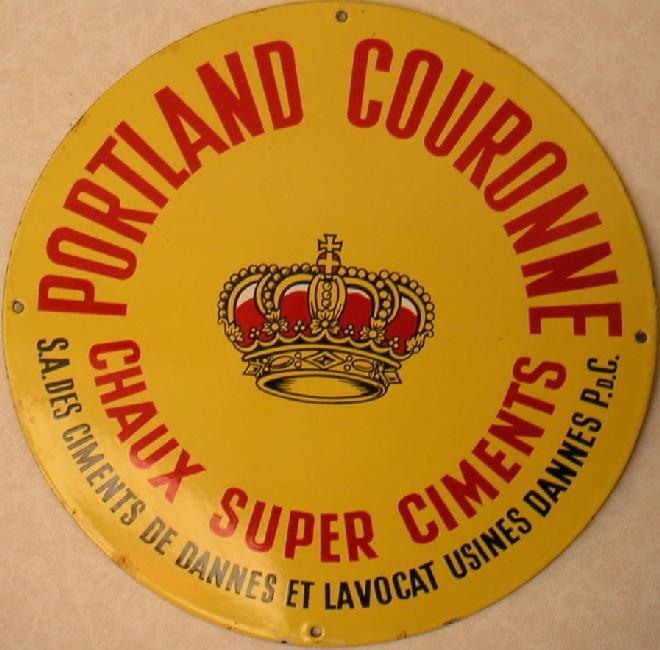 PORTLAND COURONNE
CHAUX SUPER CIMENTS
S.A. DES CIMENTS DE DANNES ET LAVOCAT USINES DANNES P.D.C.